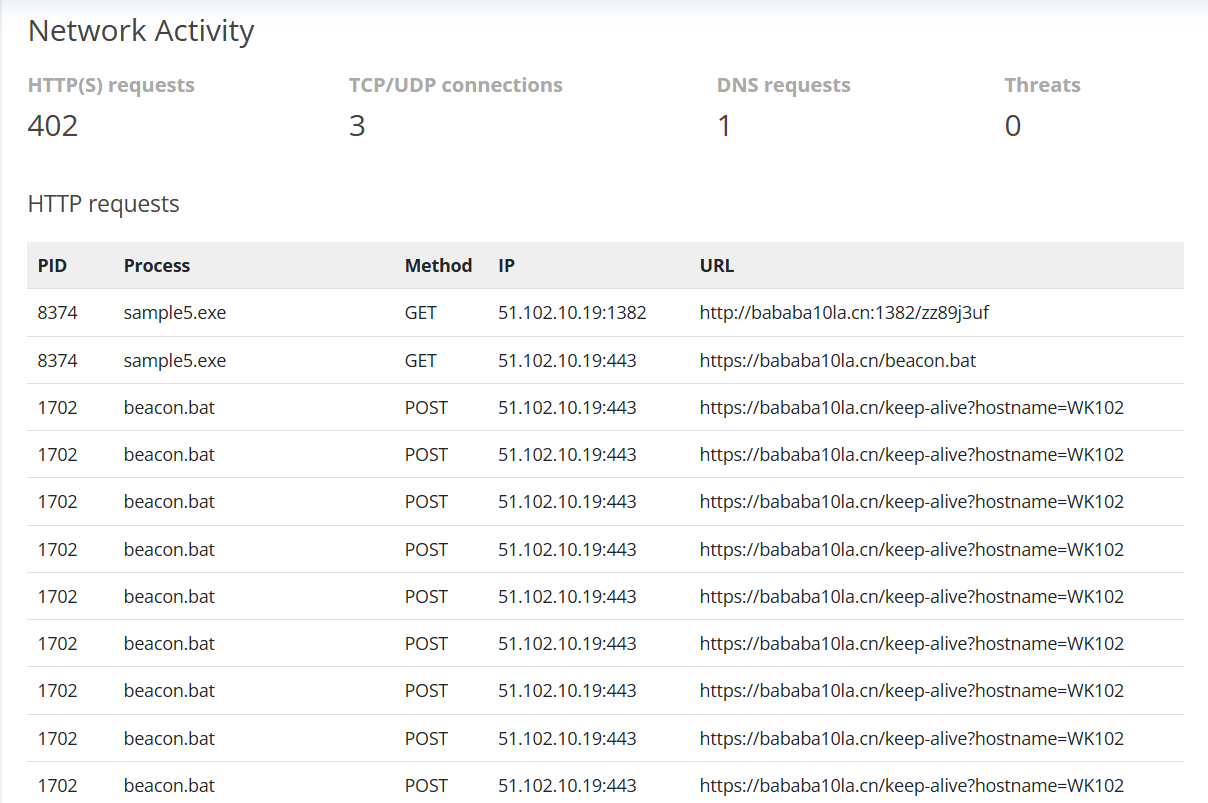 Network Activity
HTTP(S) requests TCP/UDP connections DNS requests Threats
402 3 1 0
HTTP requests
PID Process Method IP URL
8374 sample5.exe GET 51.102.10.19:1382 http://bababa10la.cn:1382/zz89j3uf
8374 sample5.exe GET 51.102.10.19:443 https://bababa10la.cn/beacon.bat
1702 beacon.bat POST 51.102.10.19:443 https://bababa10la.cn/keep-alive?hostname=WK102
1702 beacon.bat POST 51.102.10.19:443 https://bababa10la.cn/keep-alive?hostname=WK102
1702 beacon.bat POST 51.102.10.19:443 https://bababa10la.cn/keep-alive?hostname=WK102
1702 beacon.bat POST 51.102.10.19:443 https://bababa10la.cn/keep-alive?hostname=WK102
1702 beacon.bat POST 51.102.10.19:443 https://bababa10la.cn/keep-alive?hostname=WK102
1702 beacon.bat POST 51.102.10.19:443 https://bababa10la.cn/keep-alive?hostname=WK102
1702 beacon.bat POST 51.102.10.19:443 https://bababa10la.cn/keep-alive?hostname=WK102
1702 beacon.bat POST 51.102.10.19:443 https://bababa10la.cn/keep-alive?hostname=WK102
1702 beacon.bat POST 51.102.10.19:443 https://bababa10la.cn/keep-alive?hostname=WK102